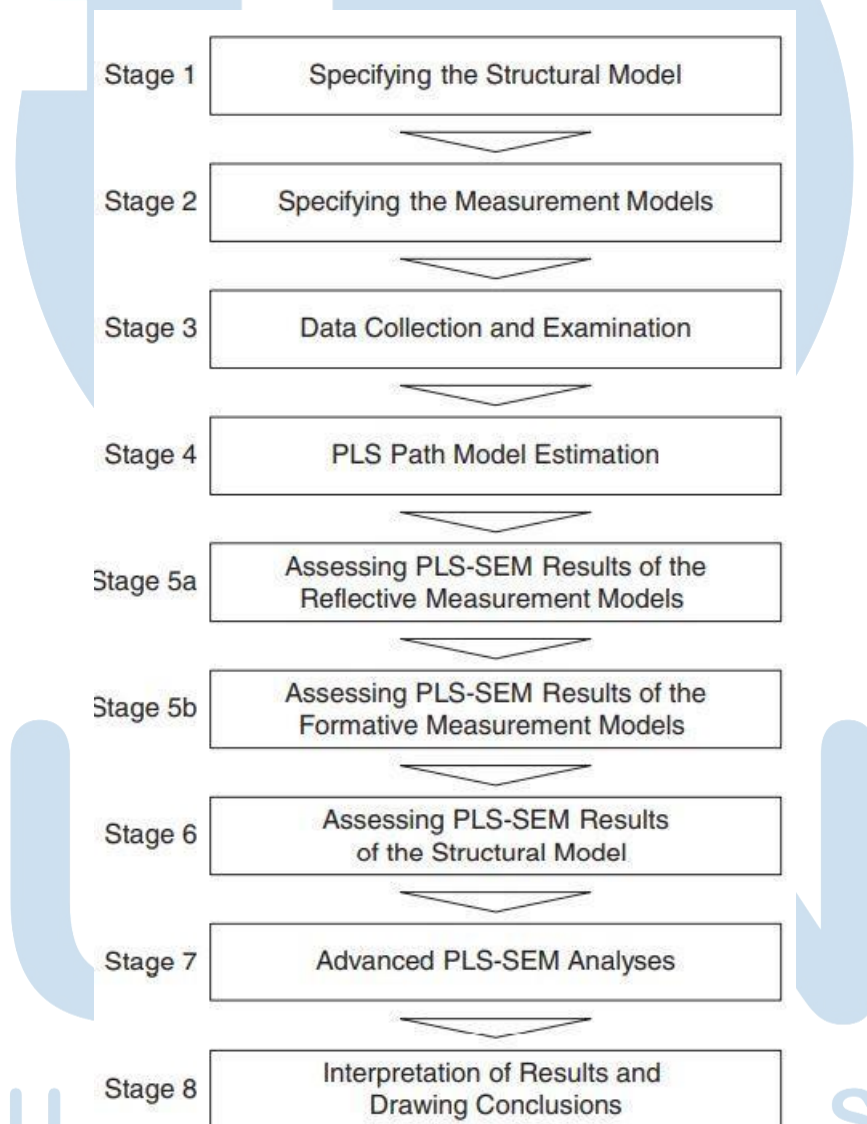 Stage 1
Specifying the Structural Model
Stage 2
Specifying the Measurement Models
Stage 3
Data Collection and Examination
Stage 4
PLS Path Model Estimation
Stage 5a
Assessing PLS-SEM Results of the
Reflective Measurement Models
Stage 5b
Assessing PLS-SEM Results of the
Formative Measurement Models
Stage 6
Assessing PLS-SEM Results
of the Structural Model
Stage 7
Advanced PLS-SEM Analyses
Stage 8
Interpretation of Results and
Drawing Conclusions